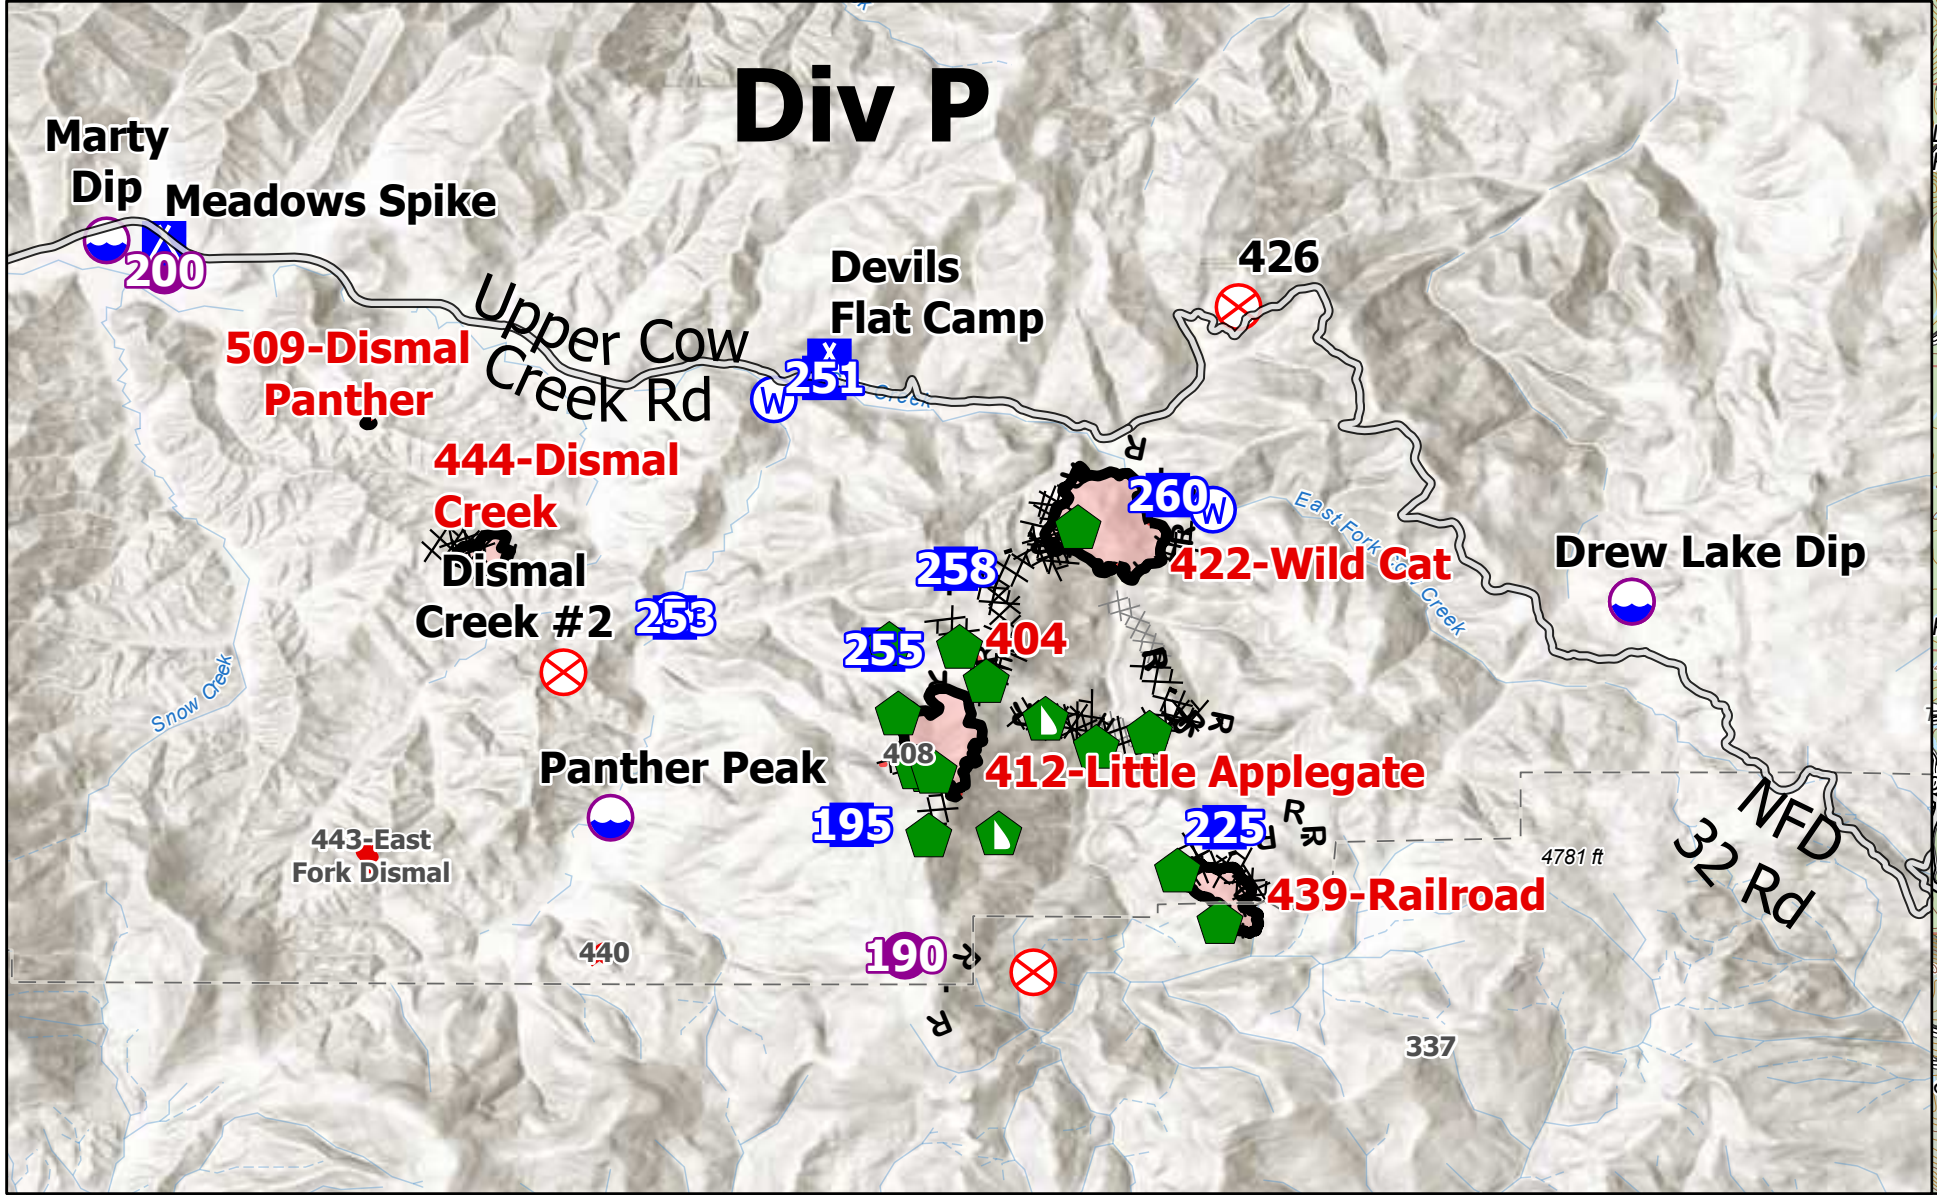 Div P
Marty
Dip
Meadows Spike
200
Devils
Flat Camp
426
Upper Cow
Creek Rd
509-Dismal
Panther
251
W
Creek
444-Dismal
Creek
R
260
W
East Fork Cow Creek
258
422-Wild Cat
Drew Lake Dip
Dismal
Creek #2
253
255
404
R
Snow Creek
R
408
Panther Peak
412-Little Applegate
NFD
32 Rd
195
225
R
R
R
443-East
Fork Dismal
4781 ft
439-Railroad
440
190
R
R
337